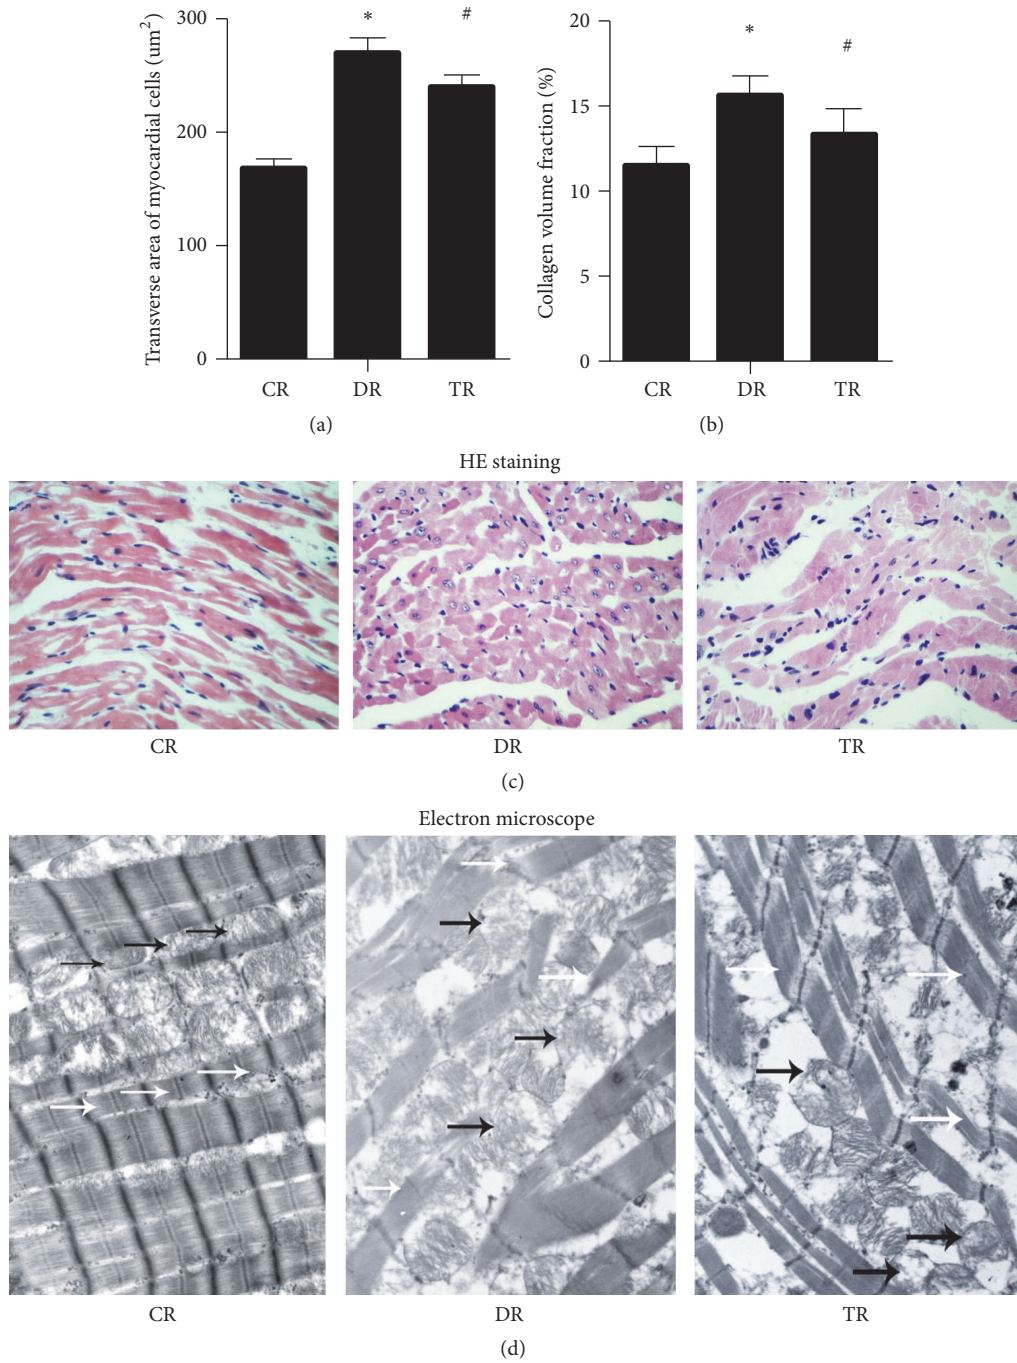 Transverse area of myocardial cells (um²)
300
200
100
0
*
#
CR
DR
TR
(a)
Collagen volume fraction (%)
20
15
10
5
0
*
#
CR
DR
TR
(b)
HE staining
CR
DR
TR
(c)
Electron microscope
CR
DR
TR
(d)